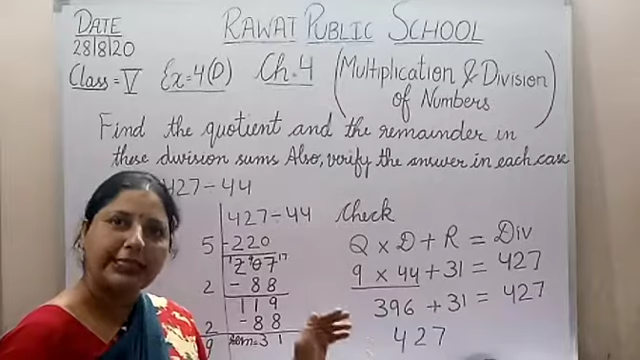 DATE
28/8/20
RAWAT PUBLIC SCHOOL
Class = V Ex = 4(D) Ch. 4 (Multiplication & Division of Numbers)
Find the quotient and the remainder in
these division sums Also, verify the answer in each case
427 ÷ 44
427 ÷ 44
5 -220
207
2 - 88
119
2 - 88
9 rem = 31
Check
Q × D + R = Div
9 × 44 + 31 = 427
396 + 31 = 427
427